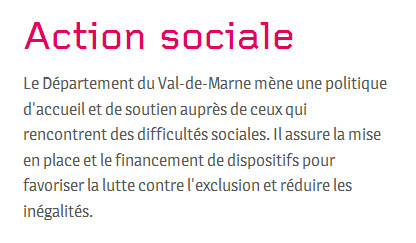 Action sociale
Le Département du Val-de-Marne mène une politique
d'accueil et de soutien auprès de ceux qui
rencontrent des difficultés sociales. Il assure la mise
en place et le financement de dispositifs pour
favoriser la lutte contre l'exclusion et réduire les
inégalités.